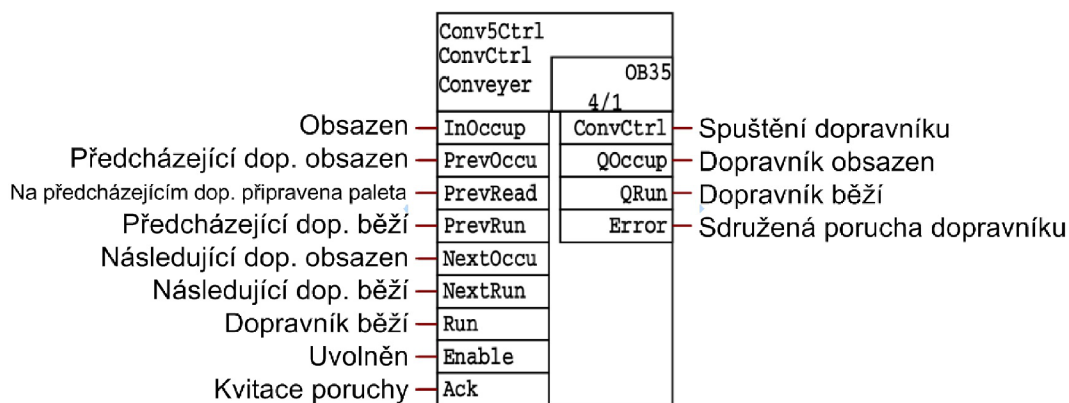 Conv5Ctrl
ConvCtrl
Conveyer
OB35
4/1
Obsazen InOccup ConvCtrl Spuštění dopravníku
Předcházející dop. obsazen PrevOccu QOccup Dopravník obsazen
Na předcházejícím dop. připravena paleta PrevRead QRun Dopravník běží
Předcházející dop. běží PrevRun Error Sdružená porucha dopravníku
Následující dop. obsazen NextOccu
Následující dop. běží NextRun
Dopravník běží Run
Uvolněn Enable
Kvitace poruchy Ack